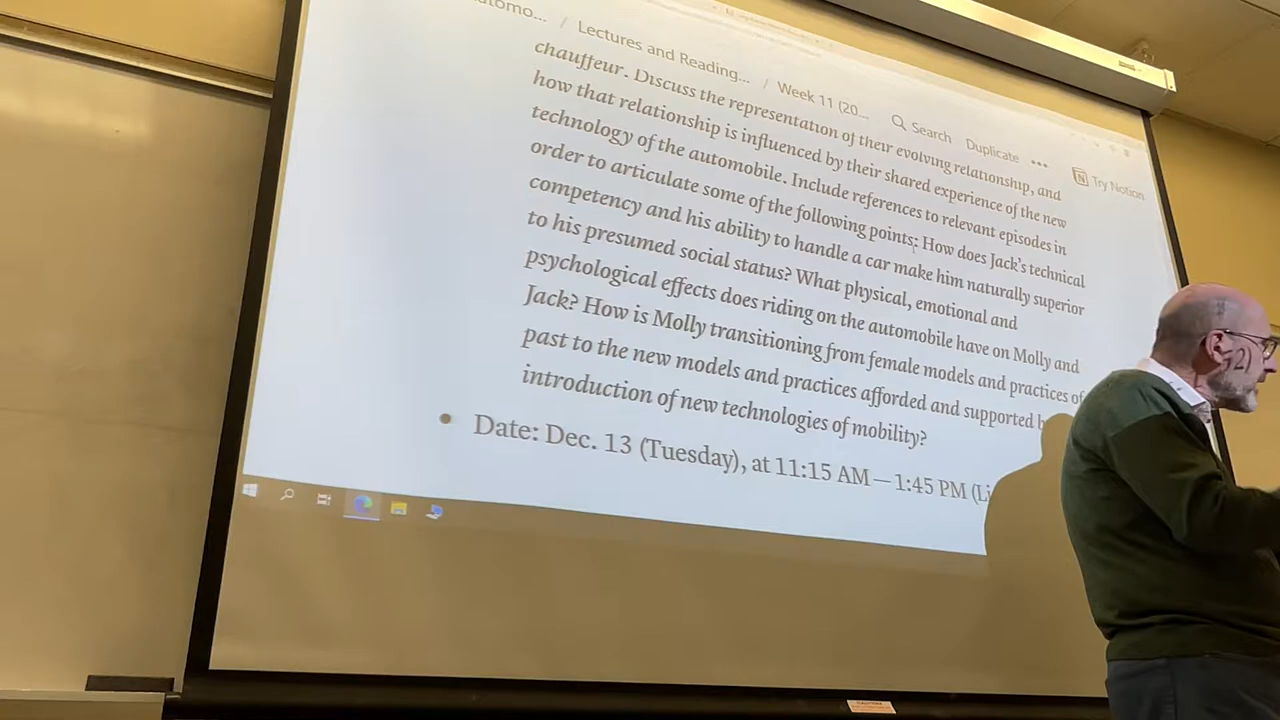 utomo... / Lectures and Reading... / Week 11 (20... Search Duplicate ••• Try Notion
chauffeur. Discuss the representation of their evolving relationship, and
how that relationship is influenced by their shared experience of the new
technology of the automobile. Include references to relevant episodes in
order to articulate some of the following points: How does Jack's technical
competency and his ability to handle a car make him naturally superior
to his presumed social status? What physical, emotional and
psychological effects does riding on the automobile have on Molly and
Jack? How is Molly transitioning from female models and practices of
past to the new models and practices afforded and supported b
introduction of new technologies of mobility?
• Date: Dec. 13 (Tuesday), at 11:15 AM—1:45 PM (Li